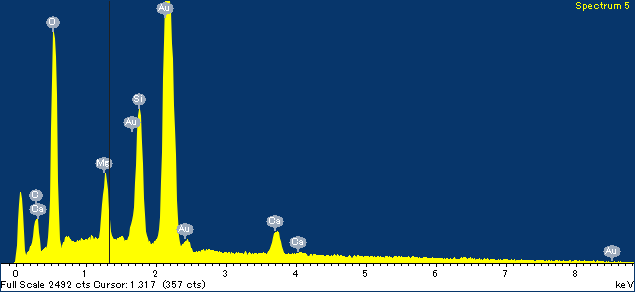 Spectrum 5
Au
O
Si
Au
Mg
C
Ca
Au
Ca
Ca
Au
0 1 2 3 4 5 6 7 8
Full Scale 2492 cts Cursor: 1.317 (357 cts) keV